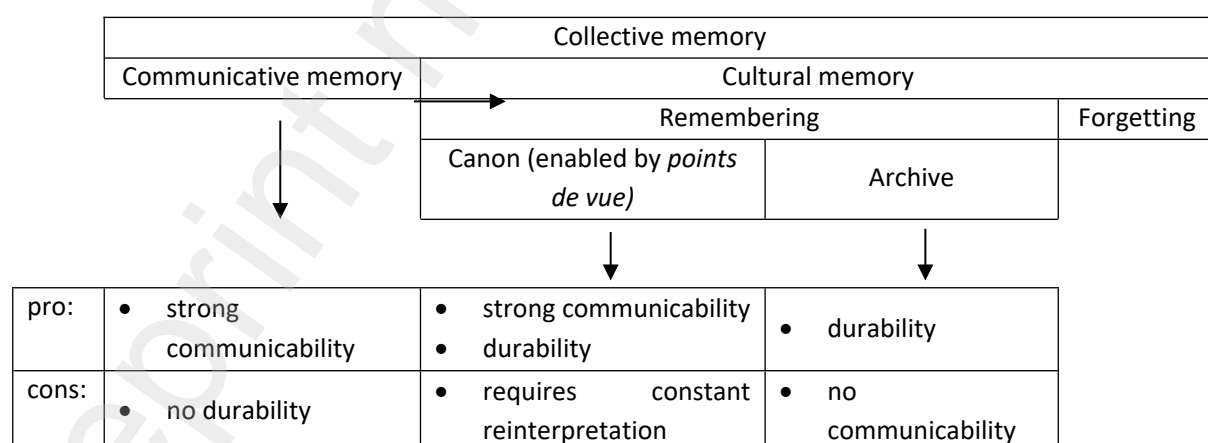 Collective memory
Communicative memory
Cultural memory
Remembering
Forgetting
Canon (enabled by points
de vue)
Archive
pro:
• strong
communicability
• strong communicability
• durability
• durability
cons:
• no durability
• requires constant
reinterpretation
• no
communicability